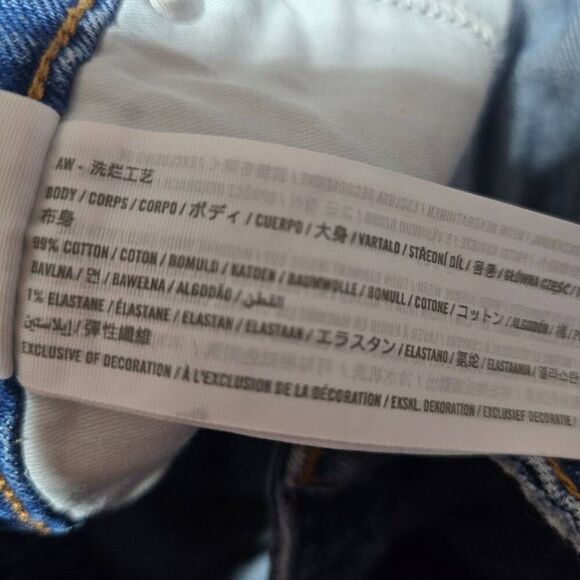 AW - 洗烂工艺
BODY / CORPS / CORPO / ボディ / CUERPO / 大身 / VARTALO / STŘEDNÍ DÍL / 몸통 / GŁÓWNA CZĘŚĆ /
布身
99% COTTON / COTON / BOMULD / KATOEN / BAUMWOLLE / BOMULL / COTONE / コットン / ALGODÓN / 棉 /
BAVLNA / 면 / BAWEŁNA / ALGODÃO / القطن
1% ELASTANE / ÉLASTANE / ELASTAN / ELASTAAN / エラスタン / ELASTANO / 氨纶 / ELASTAANIA / 엘라스탄
إيلاستين / 彈性纖維
EXCLUSIVE OF DECORATION / À L'EXCLUSION DE LA DÉCORATION / EKSKL. DEKORATION / EXCLUSIEF DECORATIE /